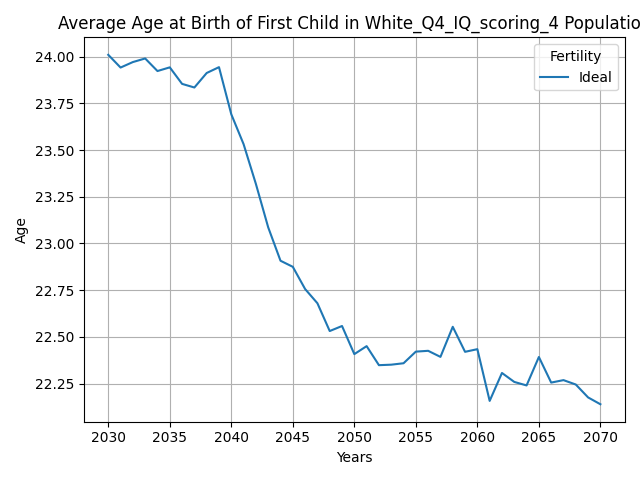 Average Age at Birth of First Child in White_Q4_IQ_scoring_4 Populatio
Fertility
Ideal
24.00
23.75
23.50
23.25
23.00
22.75
22.50
22.25
Age
2030 2035 2040 2045 2050 2055 2060 2065 2070
Years